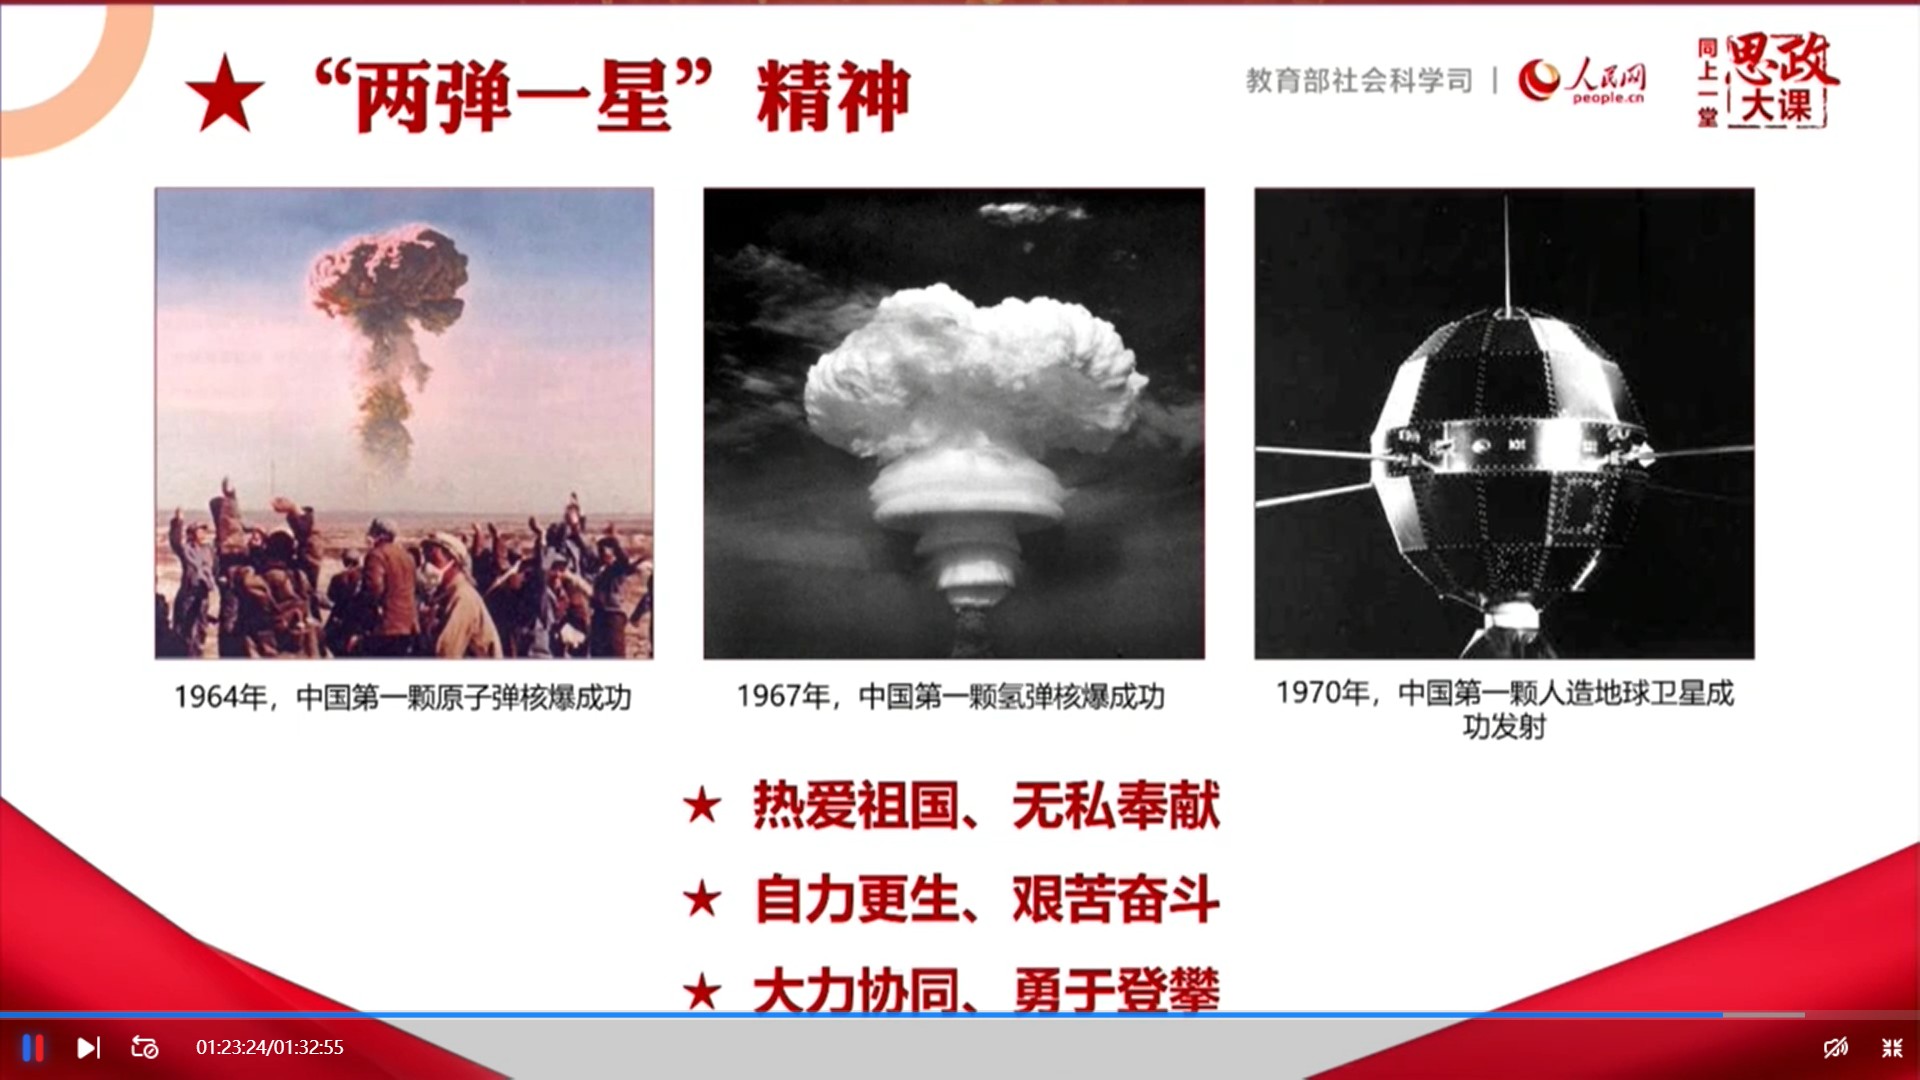 “两弹一星”精神
教育部社会科学司 | 人民网
people.cn
同上一堂
思政
大课
1964年，中国第一颗原子弹核爆成功
1967年，中国第一颗氢弹核爆成功
1970年，中国第一颗人造地球卫星成
功发射
★ 热爱祖国、无私奉献
★ 自力更生、艰苦奋斗
★ 大力协同、勇于登攀
01:23:24/01:32:55